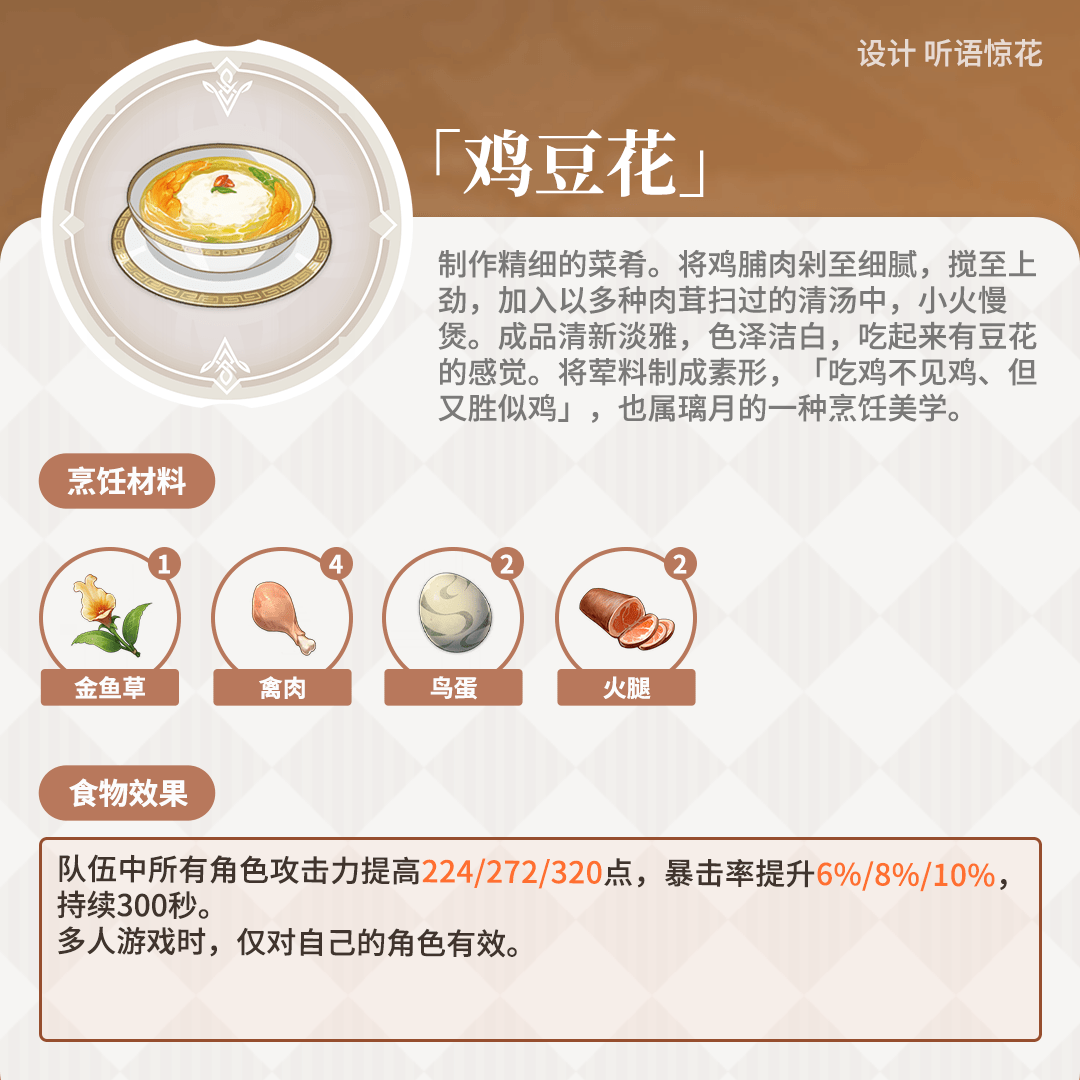 设计 听语惊花
「鸡豆花」
制作精细的菜肴。将鸡脯肉剁至细腻，搅至上
劲，加入以多种肉茸扫过的清汤中，小火慢
煲。成品清新淡雅，色泽洁白，吃起来有豆花
的感觉。将荤料制成素形，「吃鸡不见鸡、但
又胜似鸡」，也属璃月的一种烹饪美学。
烹饪材料
1
4
2
2
金鱼草
禽肉
鸟蛋
火腿
食物效果
队伍中所有角色攻击力提高224/272/320点，暴击率提升6%/8%/10%，
持续300秒。
多人游戏时，仅对自己的角色有效。